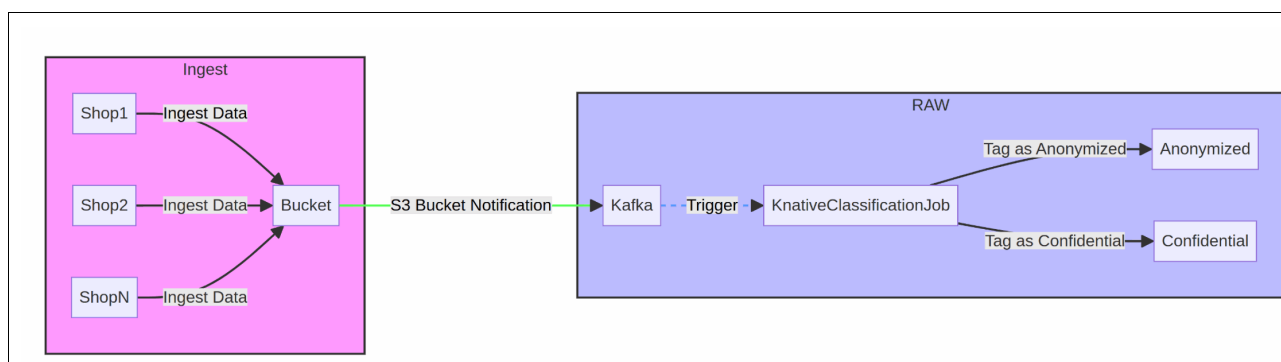 Ingest
Shop1
Ingest Data
Shop2
Ingest Data
Bucket
ShopN
Ingest Data
S3 Bucket Notification
RAW
Kafka
Trigger
KnativeClassificationJob
Tag as Anonymized
Anonymized
Tag as Confidential
Confidential